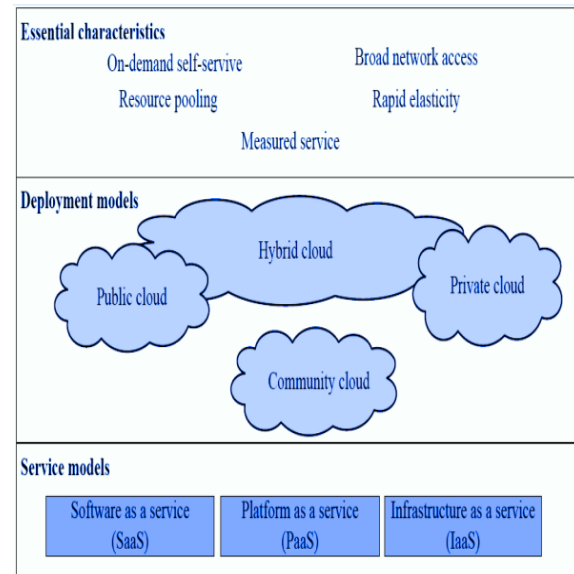 Essential characteristics
On-demand self-servive
Broad network access
Resource pooling
Rapid elasticity
Measured service
Deployment models
Hybrid cloud
Public cloud
Private cloud
Community cloud
Service models
Software as a service
(SaaS)
Platform as a service
(PaaS)
Infrastructure as a service
(IaaS)